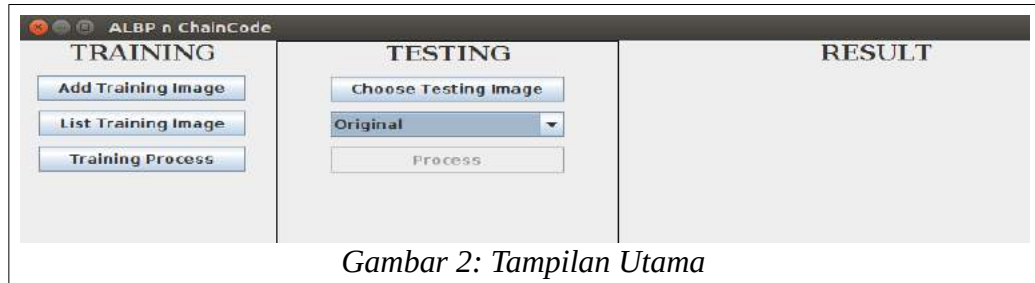 ALBP n ChainCode
TRAINING
Add Training Image
List Training Image
Training Process
TESTING
Choose Testing Image
Original
Process
RESULT
Gambar 2: Tampilan Utama